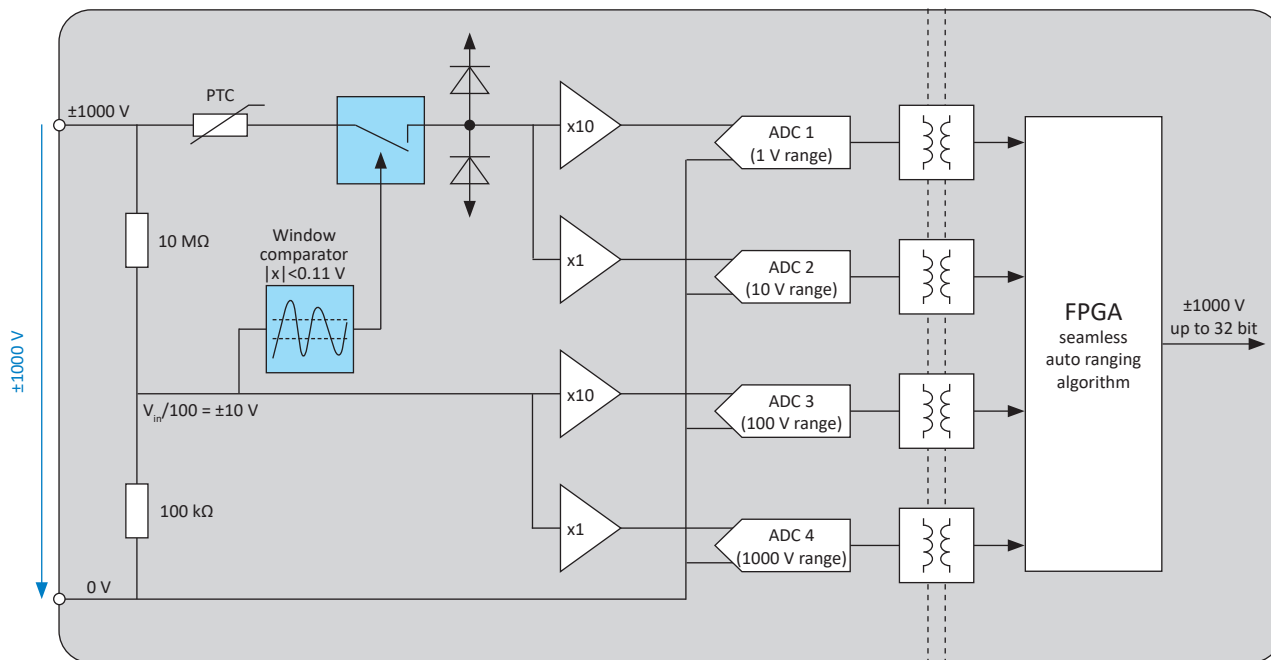 ±1000 V
PTC
10 MΩ
Window
comparator
|x|<0.11 V
±1000 V
V_in/100 = ±10 V
100 kΩ
0 V
x10
x1
x10
x1
ADC 1
(1 V range)
ADC 2
(10 V range)
ADC 3
(100 V range)
ADC 4
(1000 V range)
FPGA
seamless
auto ranging
algorithm
±1000 V
up to 32 bit